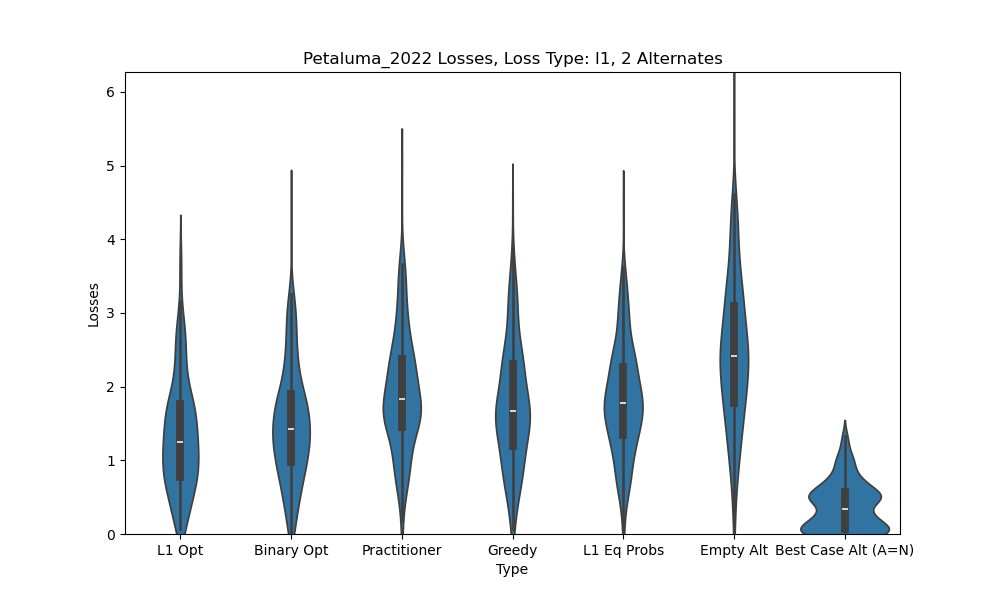 Petaluma_2022 Losses, Loss Type: l1, 2 Alternates
6
5
4
3
2
1
0
Losses
L1 Opt Binary Opt Practitioner Greedy L1 Eq Probs Empty Alt Best Case Alt (A=N)
Type